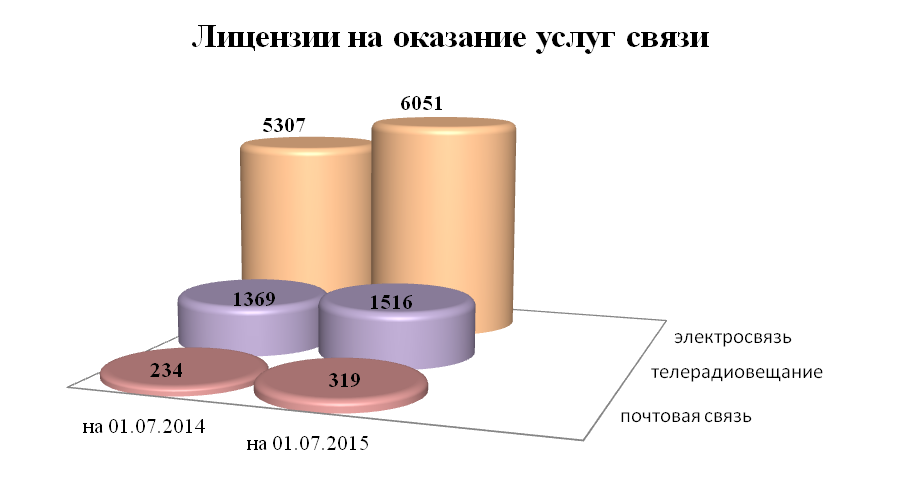 Лицензии на оказание услуг связи
6051
5307
1369
1516
234
319
электросвязь
телерадиовещание
почтовая связь
на 01.07.2014
на 01.07.2015